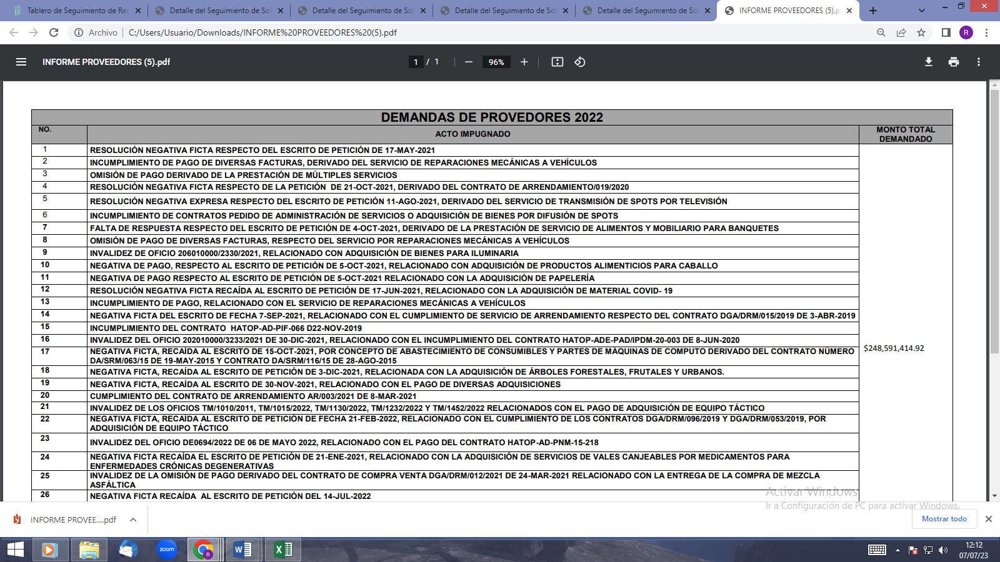 Tablero de Seguimiento de Rec
Detalle del Seguimiento de Sol
Detalle del Seguimiento de Sol
Detalle del Seguimiento de Sol
Detalle del Seguimiento de Sol
INFORME PROVEEDORES (5).p
Archivo C:/Users/Usuario/Downloads/INFORME%20PROVEEDORES%20(5).pdf R
INFORME PROVEEDORES (5).pdf 1 / 1 96%
DEMANDAS DE PROVEDORES 2022
NO. ACTO IMPUGNADO MONTO TOTAL DEMANDADO
1 RESOLUCIÓN NEGATIVA FICTA RESPECTO DEL ESCRITO DE PETICIÓN DE 17-MAY-2021
2 INCUMPLIMIENTO DE PAGO DE DIVERSAS FACTURAS, DERIVADO DEL SERVICIO DE REPARACIONES MECÁNICAS A VEHÍCULOS
3 OMISIÓN DE PAGO DERIVADO DE LA PRESTACIÓN DE MÚLTIPLES SERVICIOS
4 RESOLUCIÓN NEGATIVA FICTA RESPECTO DE LA PETICIÓN DE 21-OCT-2021, DERIVADO DEL CONTRATO DE ARRENDAMIENTO/019/2020
5 RESOLUCIÓN NEGATIVA EXPRESA RESPECTO DEL ESCRITO DE PETICIÓN 11-AGO-2021, DERIVADO DEL SERVICIO DE TRANSMISIÓN DE SPOTS POR TELEVISIÓN
6 INCUMPLIMIENTO DE CONTRATOS PEDIDO DE ADMINISTRACIÓN DE SERVICIOS O ADQUISICIÓN DE BIENES POR DIFUSIÓN DE SPOTS
7 FALTA DE RESPUESTA RESPECTO DEL ESCRITO DE PETICIÓN DE 4-OCT-2021, DERIVADO DE LA PRESTACIÓN DE SERVICIO DE ALIMENTOS Y MOBILIARIO PARA BANQUETES
8 OMISIÓN DE PAGO DE DIVERSAS FACTURAS, RESPECTO DEL SERVICIO POR REPARACIONES MECÁNICAS A VEHÍCULOS
9 INVALIDEZ DE OFICIO 206010000/2330/2021, RELACIONADO CON ADQUISICIÓN DE BIENES PARA ILUMINARIA
10 NEGATIVA DE PAGO, RESPECTO AL ESCRITO DE PETICIÓN DE 5-OCT-2021, RELACIONADO CON ADQUISICIÓN DE PRODUCTOS ALIMENTICIOS PARA CABALLO
11 NEGATIVA DE PAGO RESPECTO AL ESCRITO DE PETICIÓN DE 5-OCT-2021 RELACIONADO CON LA ADQUISICIÓN DE PAPELERÍA
12 RESOLUCIÓN NEGATIVA FICTA RECAÍDA AL ESCRITO DE PETICIÓN DE 17-JUN-2021, RELACIONADO CON LA ADQUISICIÓN DE MATERIAL COVID- 19
13 INCUMPLIMIENTO DE PAGO, RELACIONADO CON EL SERVICIO DE REPARACIONES MECÁNICAS A VEHÍCULOS
14 NEGATIVA FICTA DEL ESCRITO DE FECHA 7-SEP-2021, RELACIONADO CON EL CUMPLIMIENTO DE SERVICIO DE ARRENDAMIENTO RESPECTO DEL CONTRATO DGA/DRM/015/2019 DE 3-ABR-2019
15 INCUMPLIMIENTO DEL CONTRATO HATOP-AD-PIF-066 D22-NOV-2019
16 INVALIDEZ DEL OFICIO 202010000/3233/2021 DE 30-DIC-2021, RELACIONADO CON EL INCUMPLIMIENTO DEL CONTRATO HATOP-ADE-PAD/IPDM-20-003 DE 8-JUN-2020
17 NEGATIVA FICTA, RECAÍDA AL ESCRITO DE 15-OCT-2021, POR CONCEPTO DE ABASTECIMIENTO DE CONSUMIBLES Y PARTES DE MÁQUINAS DE COMPUTO DERIVADO DEL CONTRATO NÚMERO
DA/SRM/063/15 DE 19-MAY-2015 Y CONTRATO DA/SRM/116/15 DE 28-AGO-2015
$248,591,414.92
18 NEGATIVA FICTA, RECAÍDA AL ESCRITO DE PETICIÓN DE 3-DIC-2021, RELACIONADA CON LA ADQUISICIÓN DE ÁRBOLES FORESTALES, FRUTALES Y URBANOS.
19 NEGATIVA FICTA, RECAÍDA AL ESCRITO DE 30-NOV-2021, RELACIONADO CON EL PAGO DE DIVERSAS ADQUISICIONES
20 CUMPLIMIENTO DEL CONTRATO DE ARRENDAMIENTO AR/003/2021 DE 8-MAR-2021
21 INVALIDEZ DE LOS OFICIOS TM/1010/2011, TM/1015/2022, TM/1130/2022, TM/1232/2022 Y TM/1452/2022 RELACIONADOS CON EL PAGO DE ADQUISICIÓN DE EQUIPO TÁCTICO
22 NEGATIVA FICTA, RECAÍDA AL ESCRITO DE PETICIÓN DE FECHA 21-FEB-2022, RELACIONADO CON EL CUMPLIMIENTO DE LOS CONTRATOS DGA/DRM/096/2019 Y DGA/DRM/053/2019, POR
ADQUISICIÓN DE EQUIPO TÁCTICO
23 INVALIDEZ DEL OFICIO DE0694/2022 DE 06 DE MAYO 2022, RELACIONADO CON EL PAGO DEL CONTRATO HATOP-AD-PNM-15-218
24 NEGATIVA FICTA RECAÍDA EL ESCRITO DE PETICIÓN DE 21-ENE-2021, RELACIONADO CON LA ADQUISICIÓN DE SERVICIOS DE VALES CANJEABLES POR MEDICAMENTOS PARA
ENFERMEDADES CRÓNICAS DEGENERATIVAS
25 INVALIDEZ DE LA OMISIÓN DE PAGO DERIVADO DEL CONTRATO DE COMPRA VENTA DGA/DRM/012/2021 DE 24-MAR-2021 RELACIONADO CON LA ENTREGA DE LA COMPRA DE MEZCLA
ASFÁLTICA
26 NEGATIVA FICTA RECAÍDA AL ESCRITO DE PETICIÓN DEL 14-JUL-2022
Activar Windows
Ir a Configuración de PC para activar Windows.
INFORME PROVEE....pdf
Mostrar todo
zoom
R
12:12
07/07/23